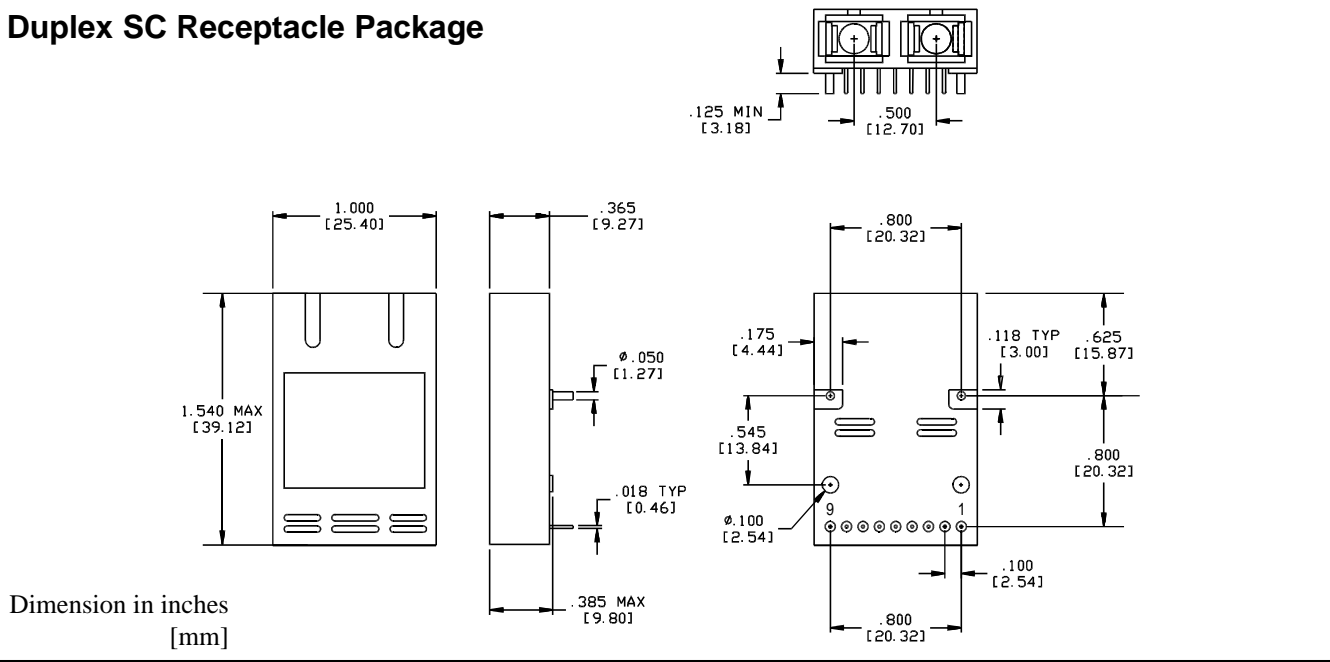 Duplex SC Receptacle Package
.125 MIN
[3.18]
.500
[12.70]
1.000
[25.40]
.365
[9.27]
.800
[20.32]
.175
[4.44]
.118 TYP
[3.00]
.625
[15.87]
ø.050
[1.27]
1.540 MAX
[39.12]
.545
[13.84]
.800
[20.32]
.018 TYP
[0.46]
ø.100
[2.54]
9
1
.100
[2.54]
.385 MAX
[9.80]
.800
[20.32]
Dimension in inches
[mm]